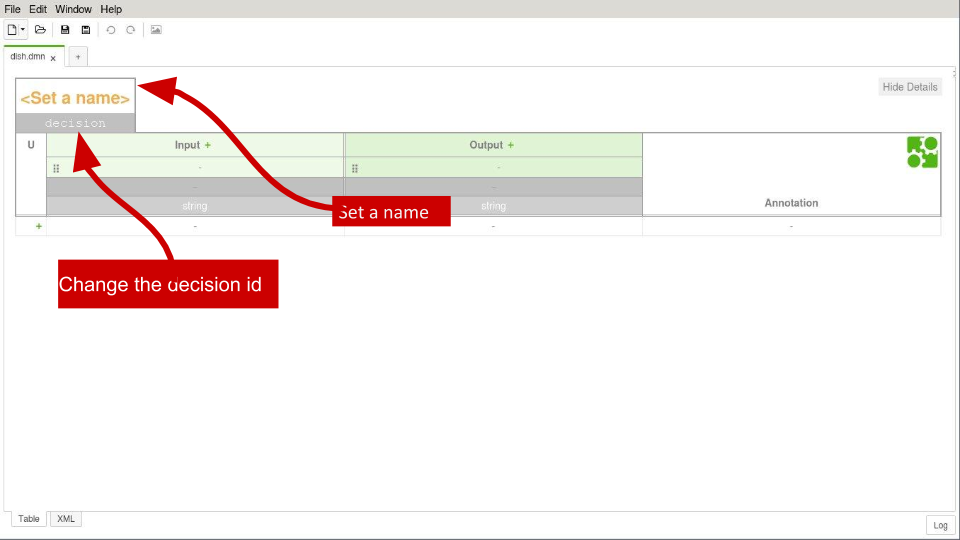 File Edit Window Help
dish.dmn x +
<Set a name>
Hide Details
decision
U Input + Output +
- -
- -
string string Annotation
+ - - -
Set a name
Change the decision id
Table XML
Log